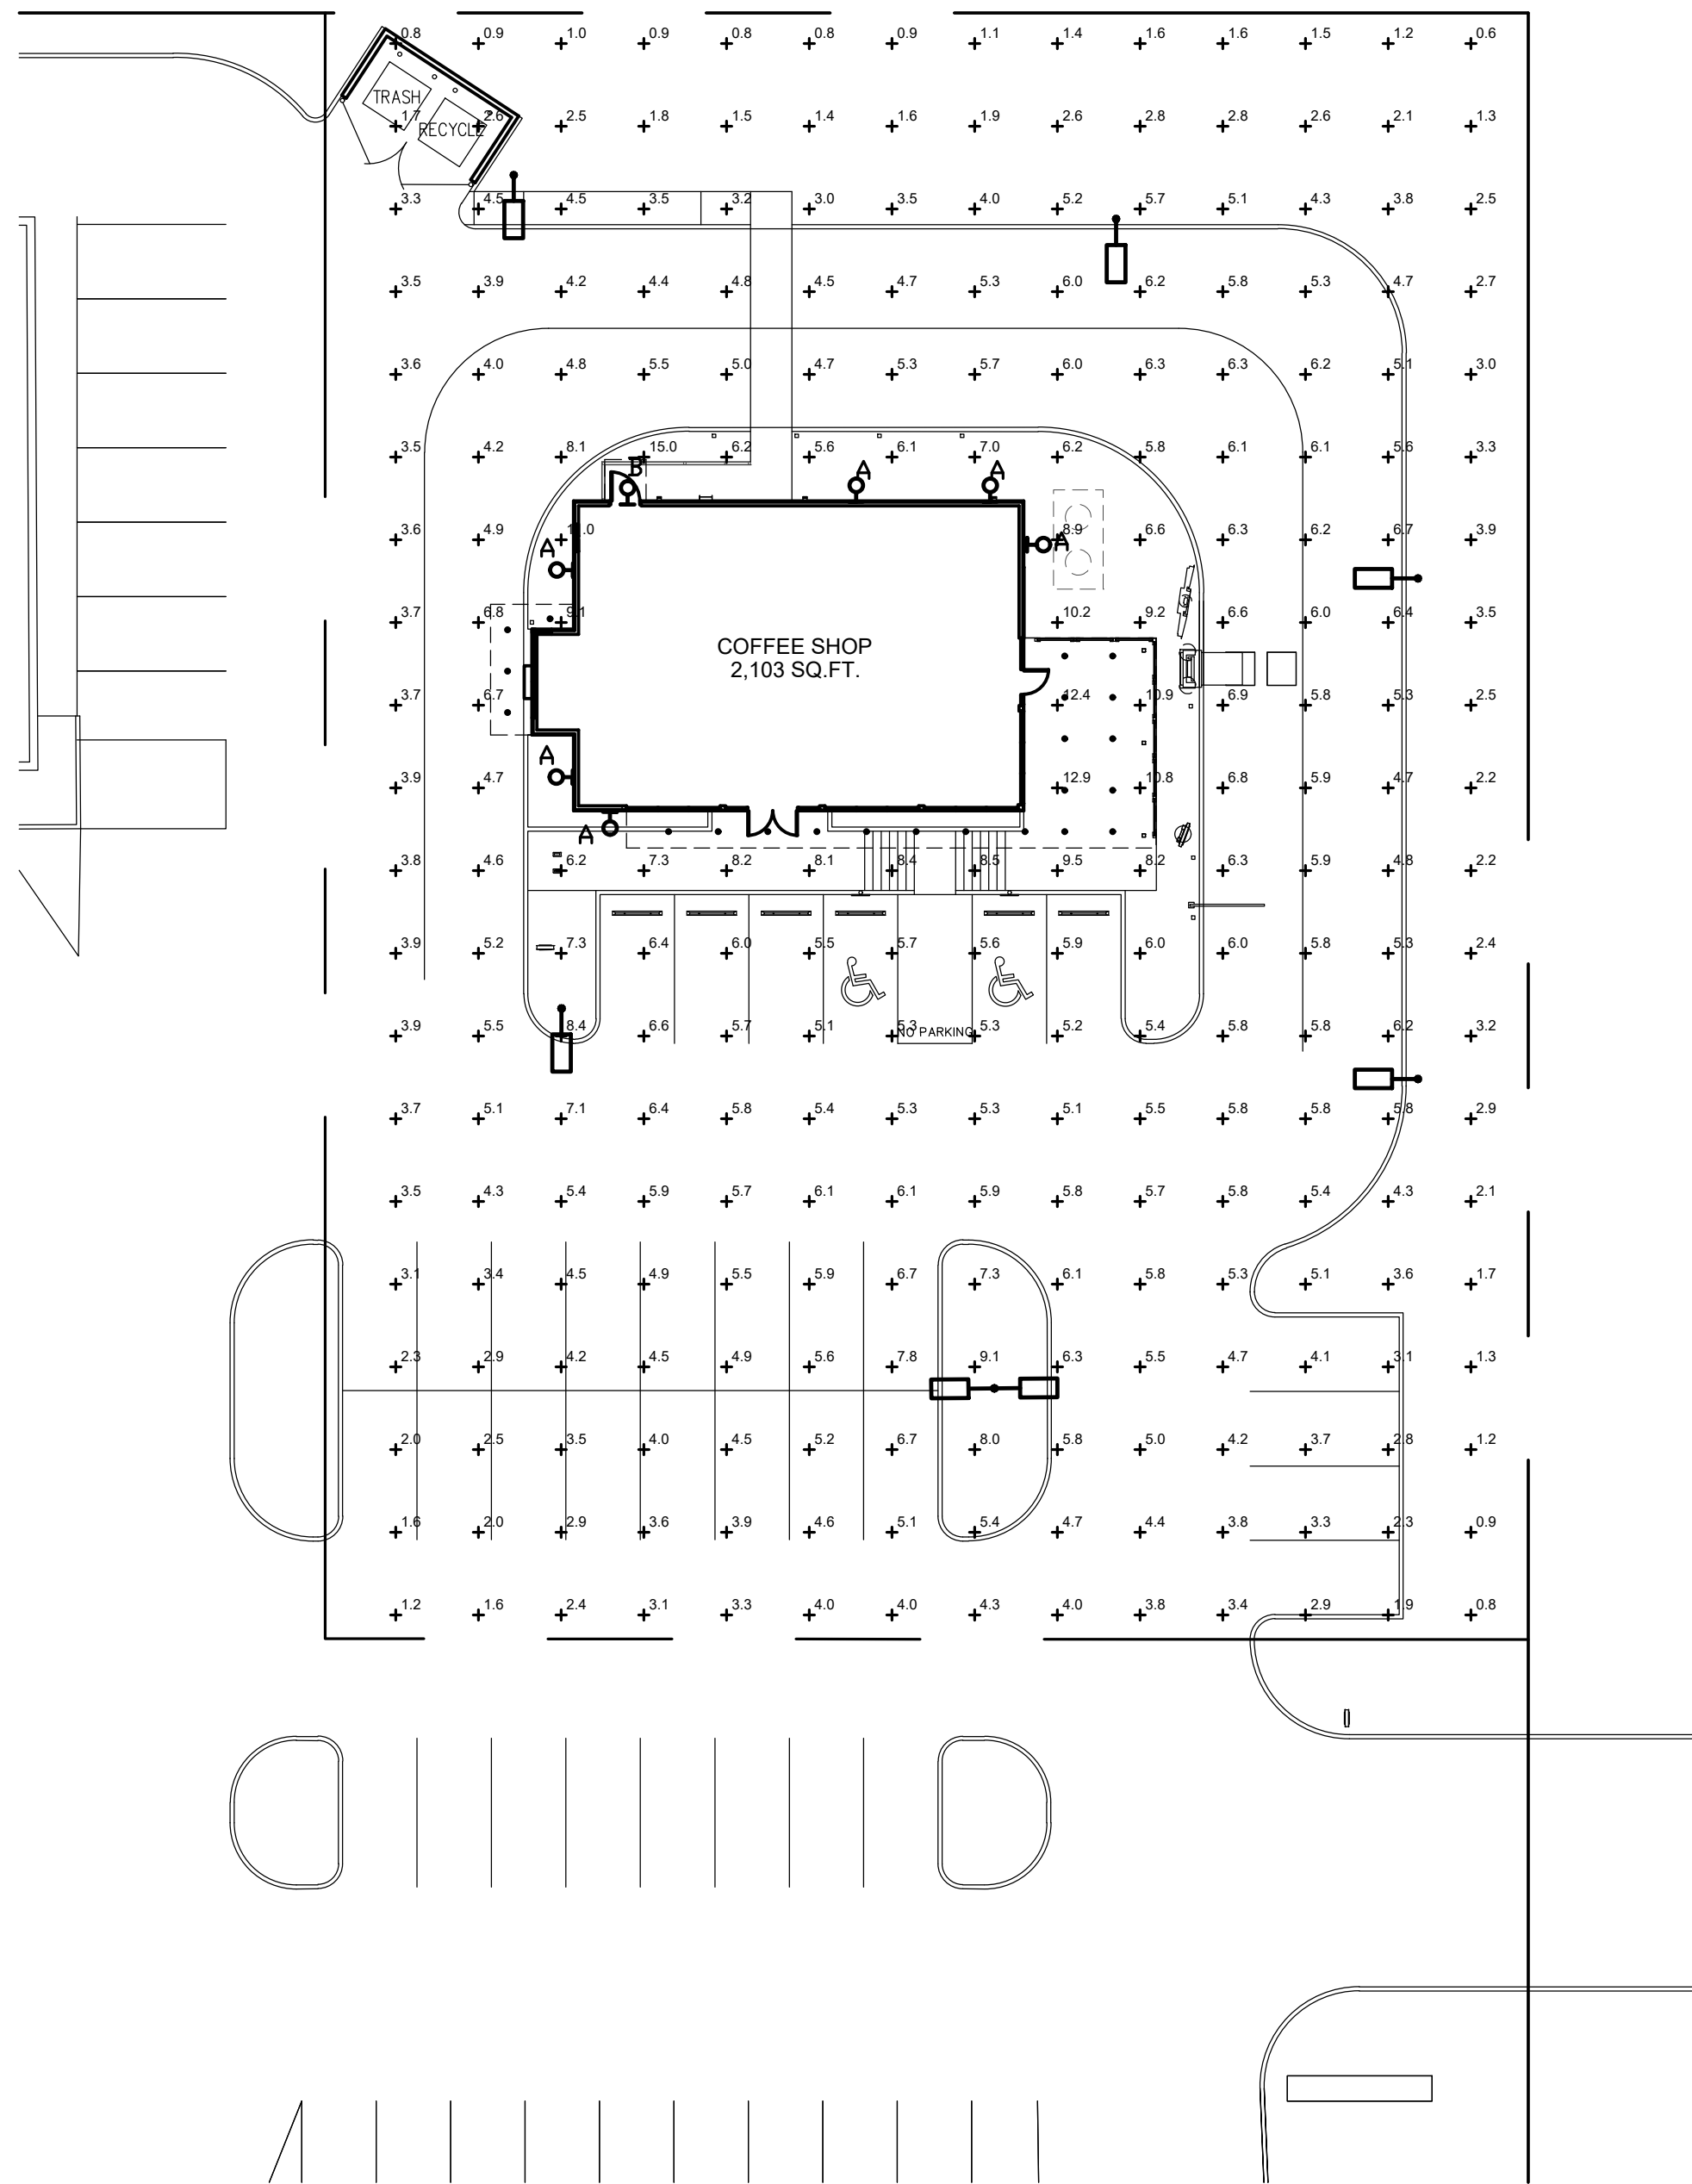 0.8 0.9 1.0 0.9 0.8 0.8 0.9 1.1 1.4 1.6 1.6 1.5 1.2 0.6
TRASH
1.7 2.6 2.5 1.8 1.5 1.4 1.6 1.9 2.6 2.8 2.8 2.6 2.1 1.3
RECYCLE
3.3 4.5 4.5 3.5 3.2 3.0 3.5 4.0 5.2 5.7 5.1 4.3 3.8 2.5
3.5 3.9 4.2 4.4 4.8 4.5 4.7 5.3 6.0 6.2 5.8 5.3 4.7 2.7
3.6 4.0 4.8 5.5 5.0 4.7 5.3 5.7 6.0 6.3 6.3 6.2 5.1 3.0
3.5 4.2 8.1 15.0 6.2 5.6 6.1 7.0 6.2 5.8 6.1 6.1 5.6 3.3
B A A
3.6 4.9 .0 8.9 6.6 6.3 6.2 6.7 3.9
A A
3.7 6.8 9.1 10.2 9.2 6.6 6.0 6.4 3.5
COFFEE SHOP
2,103 SQ.FT.
3.7 6.7 12.4 10.9 6.9 5.8 5.3 2.5
A
3.9 4.7 12.9 10.8 6.8 5.9 4.7 2.2
A
3.8 4.6 6.2 7.3 8.2 8.1 8.4 8.5 9.5 8.2 6.3 5.9 4.8 2.2
3.9 5.2 7.3 6.4 6.0 5.5 5.7 5.6 5.9 6.0 6.0 5.8 5.3 2.4
3.9 5.5 8.4 6.6 5.7 5.1 5.3 5.3 5.2 5.4 5.8 5.8 6.2 3.2
NO PARKING
3.7 5.1 7.1 6.4 5.8 5.4 5.3 5.3 5.1 5.5 5.8 5.8 5.8 2.9
3.5 4.3 5.4 5.9 5.7 6.1 6.1 5.9 5.8 5.7 5.8 5.4 4.3 2.1
3.1 3.4 4.5 4.9 5.5 5.9 6.7 7.3 6.1 5.8 5.3 5.1 3.6 1.7
2.3 2.9 4.2 4.5 4.9 5.6 7.8 9.1 6.3 5.5 4.7 4.1 3.1 1.3
2.0 2.5 3.5 4.0 4.5 5.2 6.7 8.0 5.8 5.0 4.2 3.7 2.8 1.2
1.6 2.0 2.9 3.6 3.9 4.6 5.1 5.4 4.7 4.4 3.8 3.3 2.3 0.9
1.2 1.6 2.4 3.1 3.3 4.0 4.0 4.3 4.0 3.8 3.4 2.9 1.9 0.8